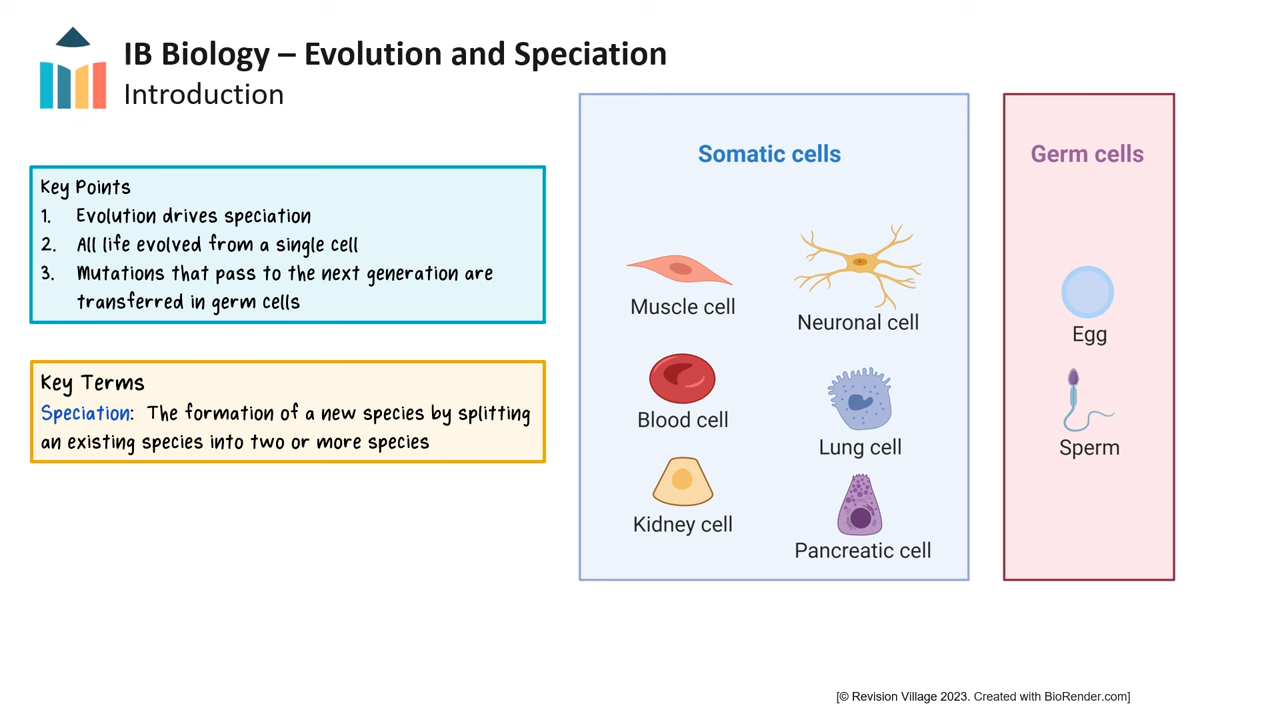 IB Biology – Evolution and Speciation
Introduction
Key Points
1. Evolution drives speciation
2. All life evolved from a single cell
3. Mutations that pass to the next generation are
transferred in germ cells
Key Terms
Speciation: The formation of a new species by splitting
an existing species into two or more species
Somatic cells
Muscle cell
Neuronal cell
Blood cell
Lung cell
Kidney cell
Pancreatic cell
Germ cells
Egg
Sperm
[© Revision Village 2023. Created with BioRender.com]